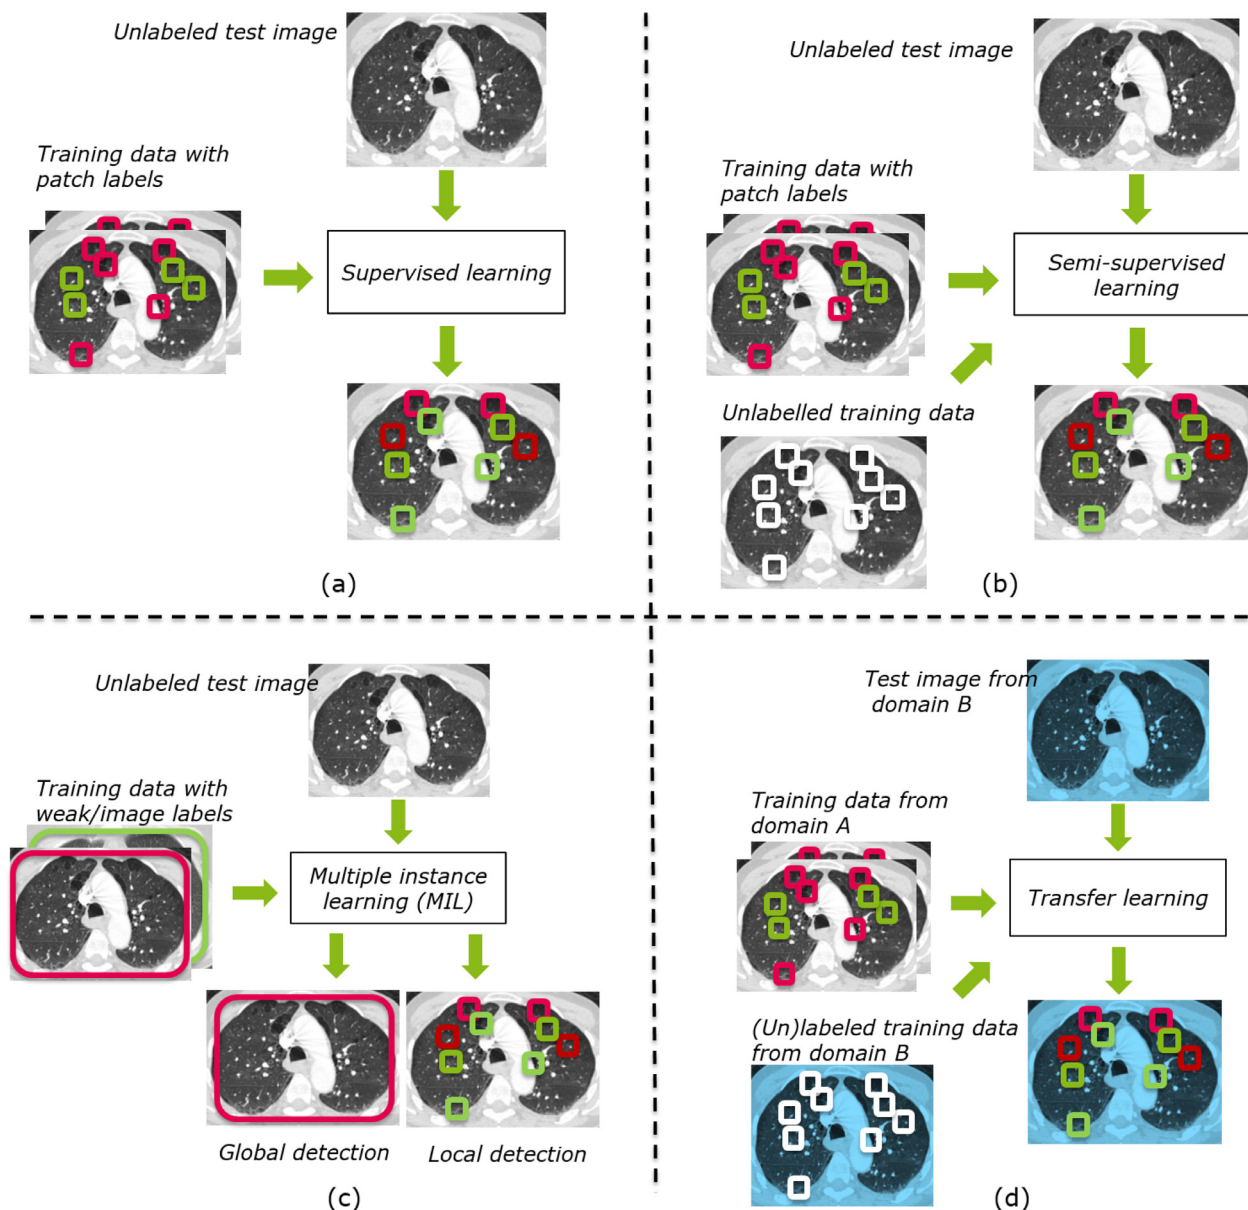 Unlabeled test image
Training data with
patch labels
Supervised learning
(a)
Unlabeled test image
Training data with
patch labels
Semi-supervised
learning
Unlabelled training data
(b)
Unlabeled test image
Training data with
weak/image labels
Multiple instance
learning (MIL)
Global detection
Local detection
(c)
Test image from
domain B
Training data from
domain A
Transfer learning
(Un)labeled training data
from domain B
(d)